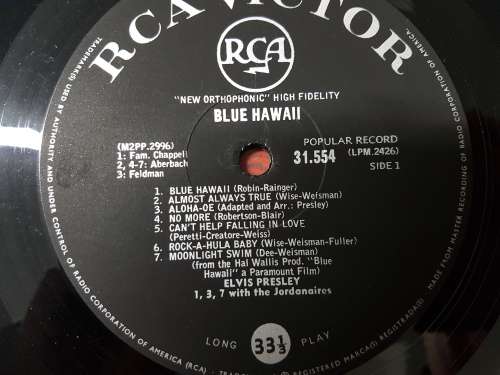 RCA VICTOR
RCA
"NEW ORTHOPHONIC" HIGH FIDELITY
BLUE HAWAII
(M2PP.2996)
1: Fam. Chappell
2, 4-7: Aberbach
3: Feldman
POPULAR RECORD
31.554 (LPM.2426)
SIDE 1
1. BLUE HAWAII (Robin-Rainger)
2. ALMOST ALWAYS TRUE (Wise-Weisman)
3. ALOHA-OE (Adapted and Arr.: Presley)
4. NO MORE (Robertson-Blair)
5. CAN'T HELP FALLING IN LOVE
(Peretti-Creatore-Weiss)
6. ROCK-A-HULA BABY (Wise-Weisman-Fuller)
7. MOONLIGHT SWIM (Dee-Weisman)
(from the Hal Wallis Prod. "Blue
Hawaii" a Paramount Film)
ELVIS PRESLEY
1, 3, 7 with the Jordanaires
LONG 33⅓ PLAY
TRADEMARK(S) USED BY AUTHORITY AND UNDER CONTROL OF RADIO CORPORATION OF AMERICA (RCA)
REGISTERED MARCA(S) REGISTRADA(S)
MADE FROM MASTER RECORDING OF RADIO CORPORATION OF AMERICA